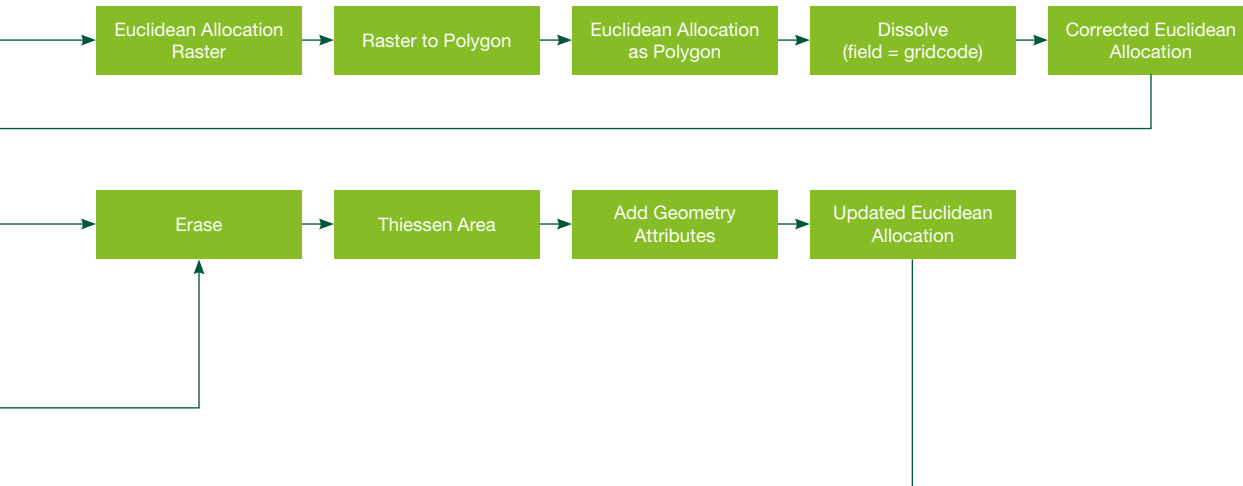 Euclidean Allocation
Raster
Raster to Polygon
Euclidean Allocation
as Polygon
Dissolve
(field = gridcode)
Corrected Euclidean
Allocation
Erase
Thiessen Area
Add Geometry
Attributes
Updated Euclidean
Allocation